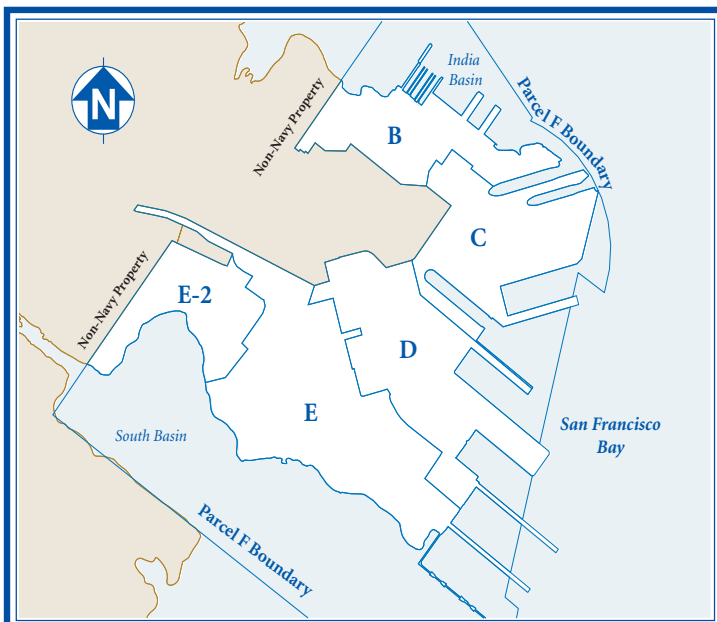 N
India
Basin
Parcel F Boundary
Non-Navy Property
B
C
Non-Navy Property
E-2
D
E
South Basin
San Francisco
Bay
Parcel F Boundary